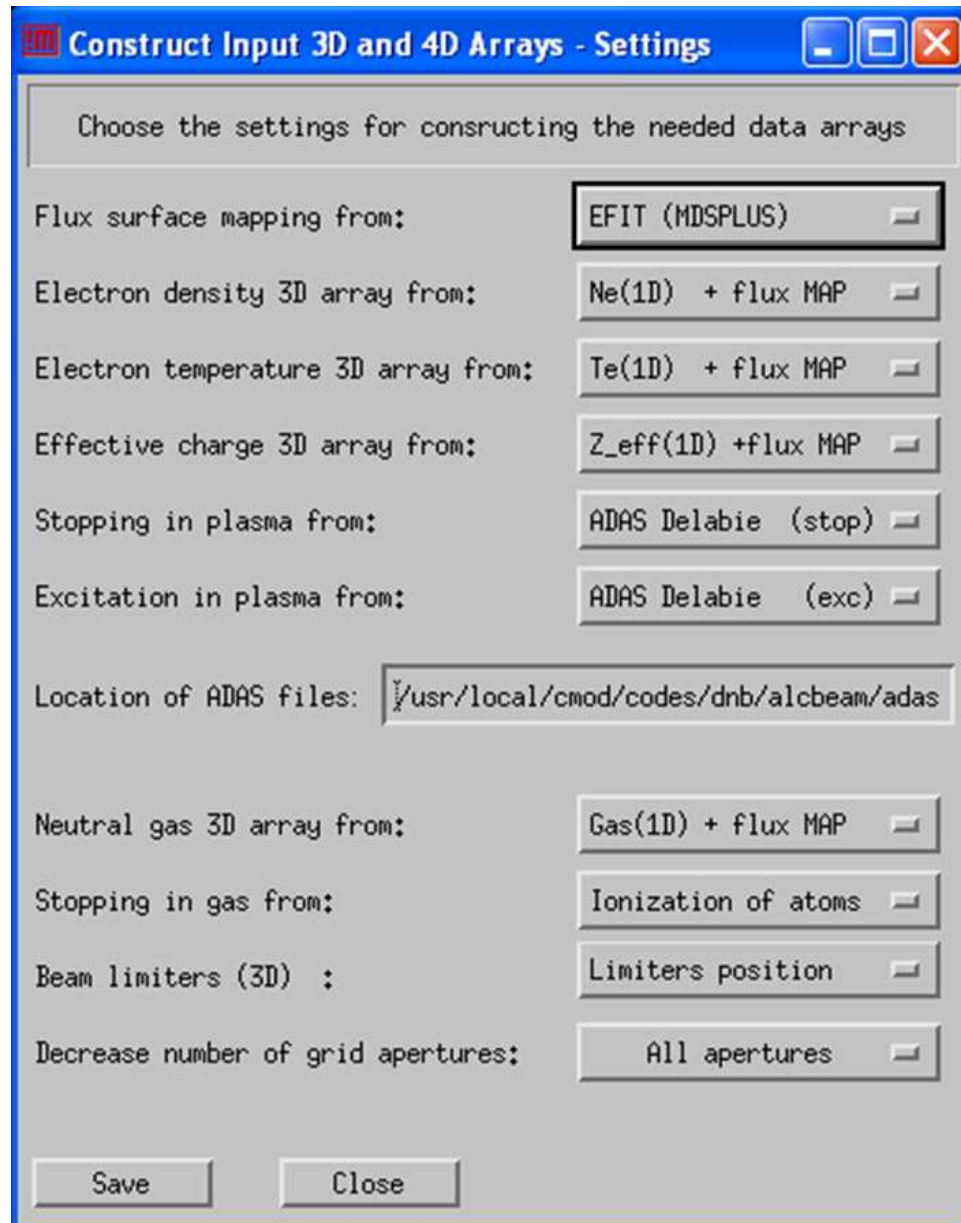 Construct Input 3D and 4D Arrays - Settings
Choose the settings for consructing the needed data arrays
Flux surface mapping from: EFIT (MDSPLUS)
Electron density 3D array from: Ne(1D) + flux MAP
Electron temperature 3D array from: Te(1D) + flux MAP
Effective charge 3D array from: Z_eff(1D) +flux MAP
Stopping in plasma from: ADAS Delabie (stop)
Excitation in plasma from: ADAS Delabie (exc)
Location of ADAS files: /usr/local/cmod/codes/dnb/alcbeam/adas
Neutral gas 3D array from: Gas(1D) + flux MAP
Stopping in gas from: Ionization of atoms
Beam limiters (3D) : Limiters position
Decrease number of grid apertures: All apertures
Save Close